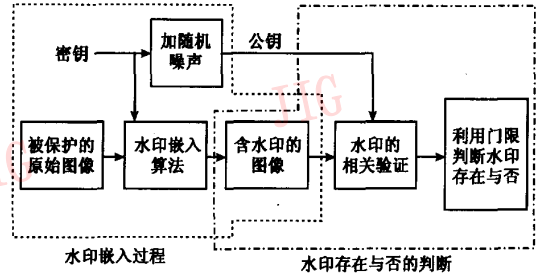 密钥
加随机
噪声
公钥
被保护的
原始图像
水印嵌入
算法
含水印的
图像
水印的
相关验证
利用门限
判断水印
存在与否
水印嵌入过程
水印存在与否的判断
JIG
JIG